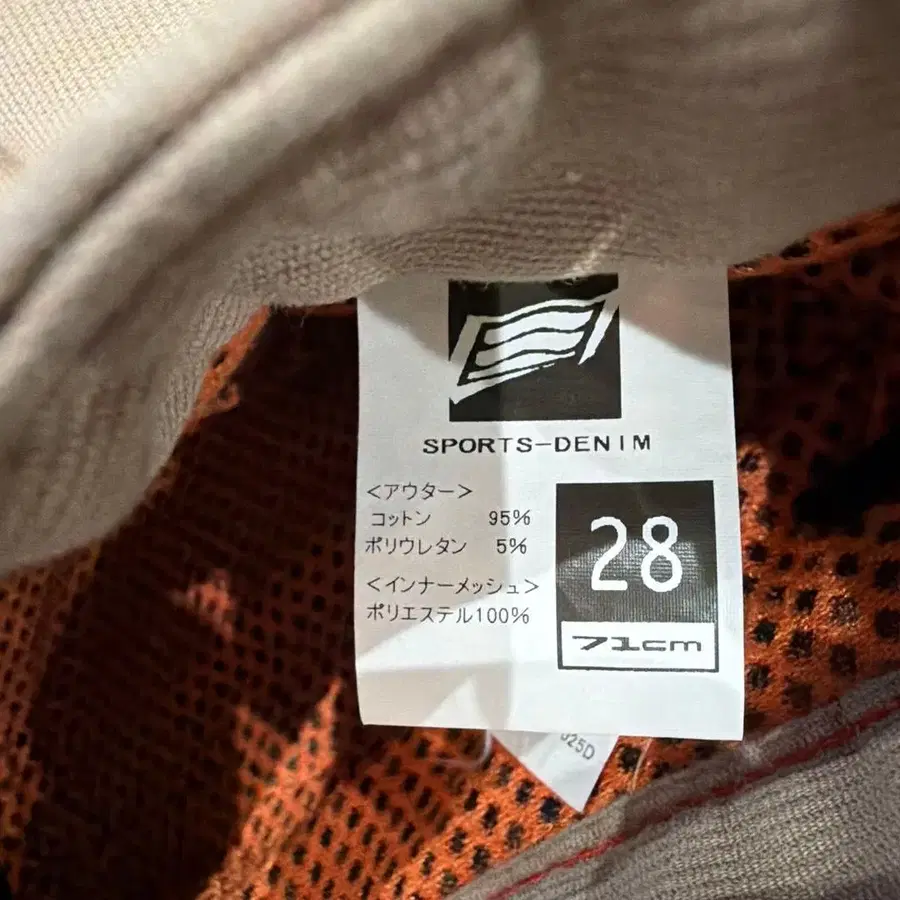 SPORTS-DENIM
<アウター>
コットン 95%
ポリウレタン 5%
<インナーメッシュ>
ポリエステル100%
28
71cm
025D